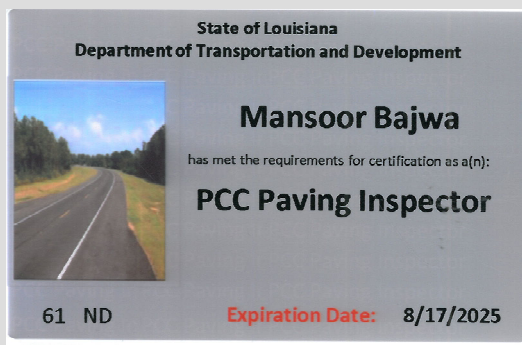 State of Louisiana
Department of Transportation and Development
Mansoor Bajwa
has met the requirements for certification as a(n):
PCC Paving Inspector
61 ND
Expiration Date: 8/17/2025